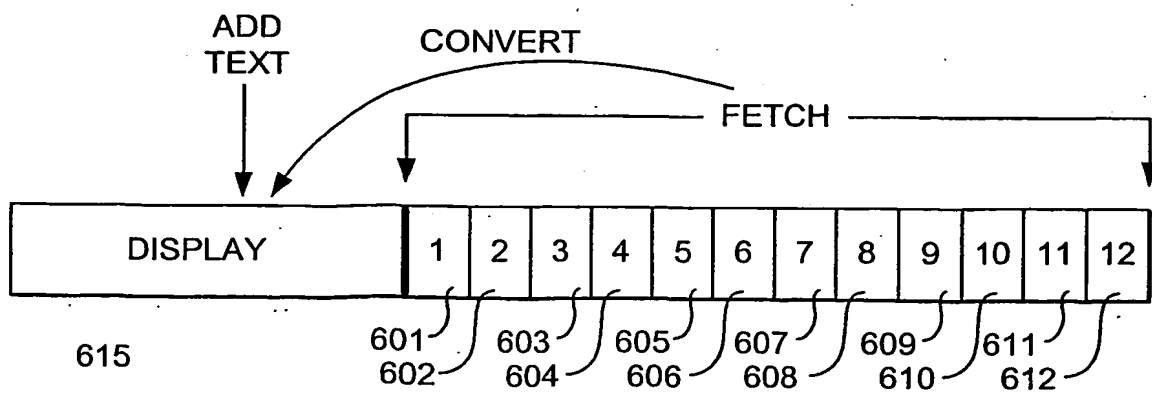 ADD
TEXT
CONVERT
FETCH
DISPLAY 1 2 3 4 5 6 7 8 9 10 11 12
615
601 603 605 607 609 611
602 604 606 608 610 612